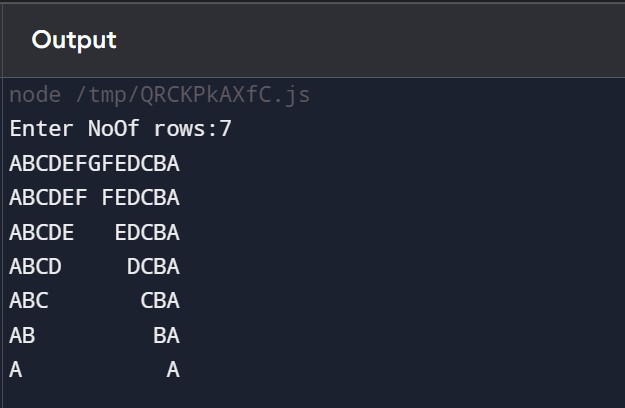 Output
node /tmp/QRCKPkAXfC.js
Enter NoOf rows:7
ABCDEFGFEDCBA
ABCDEF FEDCBA
ABCDE   EDCBA
ABCD     DCBA
ABC       CBA
AB         BA
A           A